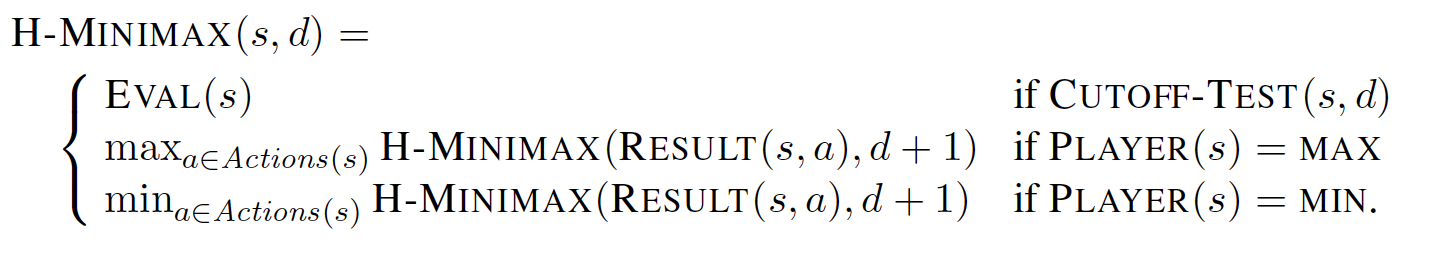 H-MINIMAX(s, d) =
EVAL(s) if CUTOFF-TEST(s, d)
max_{a∈Actions(s)} H-MINIMAX(RESULT(s, a), d + 1) if PLAYER(s) = MAX
min_{a∈Actions(s)} H-MINIMAX(RESULT(s, a), d + 1) if PLAYER(s) = MIN.